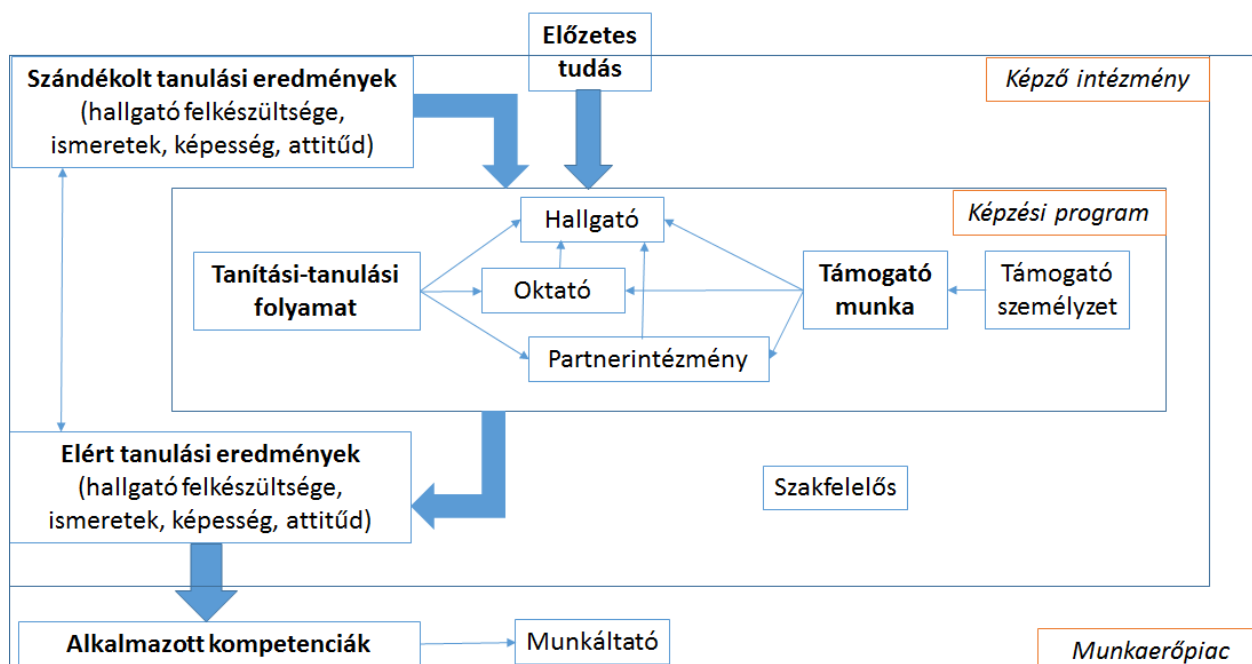 Előzetes
tudás
Szándékolt tanulási eredmények
(hallgató felkészültsége,
ismeretek, képesség, attitűd)
Képző intézmény
Képzési program
Hallgató
Tanítási-tanulási
folyamat
Oktató
Támogató
munka
Támogató
személyzet
Partnerintézmény
Elért tanulási eredmények
(hallgató felkészültsége,
ismeretek, képesség, attitűd)
Szakfelelős
Alkalmazott kompetenciák
Munkáltató
Munkaerőpiac